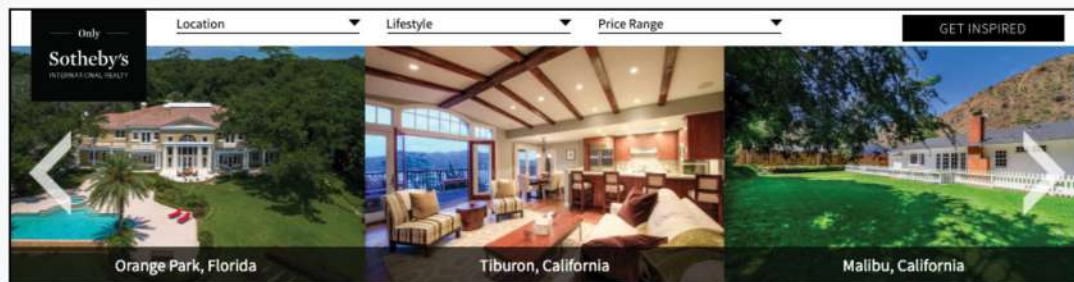 Only
Sotheby's
INTERNATIONAL REALTY
Location
Lifestyle
Price Range
GET INSPIRED
Orange Park, Florida
Tiburon, California
Malibu, California